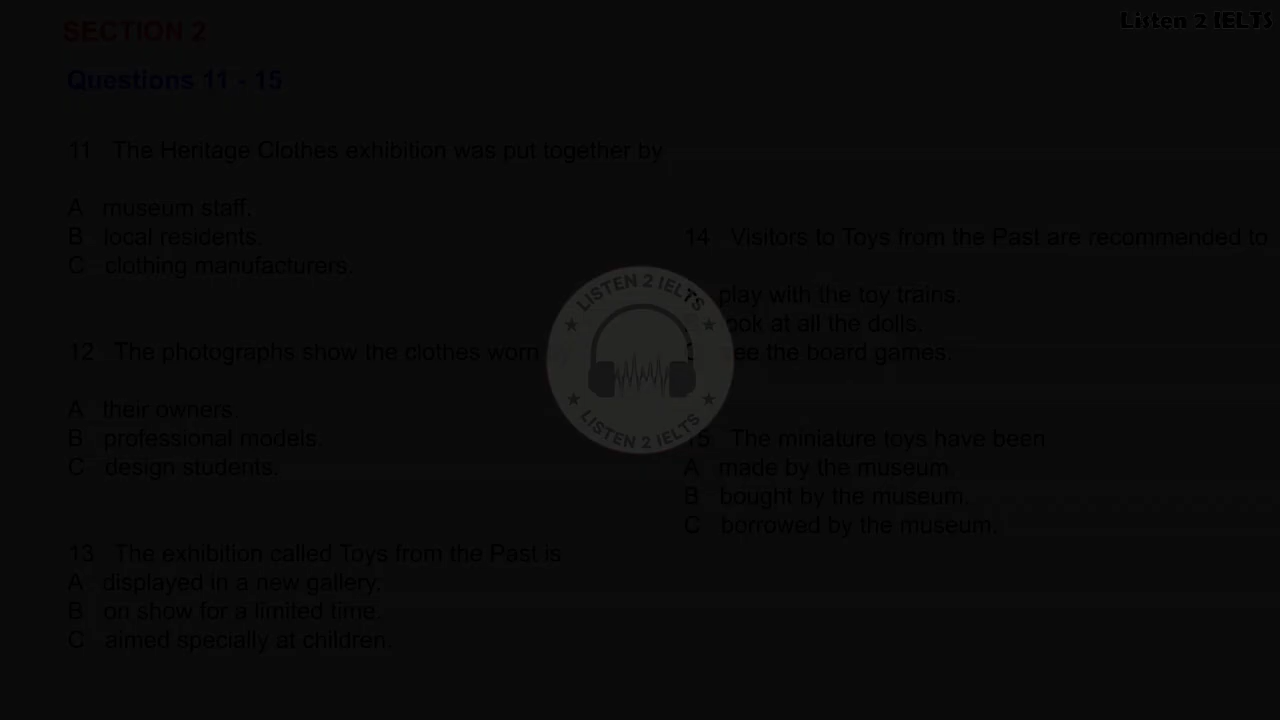 SECTION 2
Listen 2 IELTS
Questions 11 - 15
11 The Heritage Clothes exhibition was put together by
A museum staff.
B local residents.
C clothing manufacturers.
12 The photographs show the clothes worn by
A their owners.
B professional models.
C design students.
13 The exhibition called Toys from the Past is
A displayed in a new gallery.
B on show for a limited time.
C aimed specially at children.
14 Visitors to Toys from the Past are recommended to
play with the toy trains.
look at all the dolls.
see the board games.
15 The miniature toys have been
A made by the museum.
B bought by the museum.
C borrowed by the museum.
LISTEN 2 IELTS
LISTEN 2 IELTS